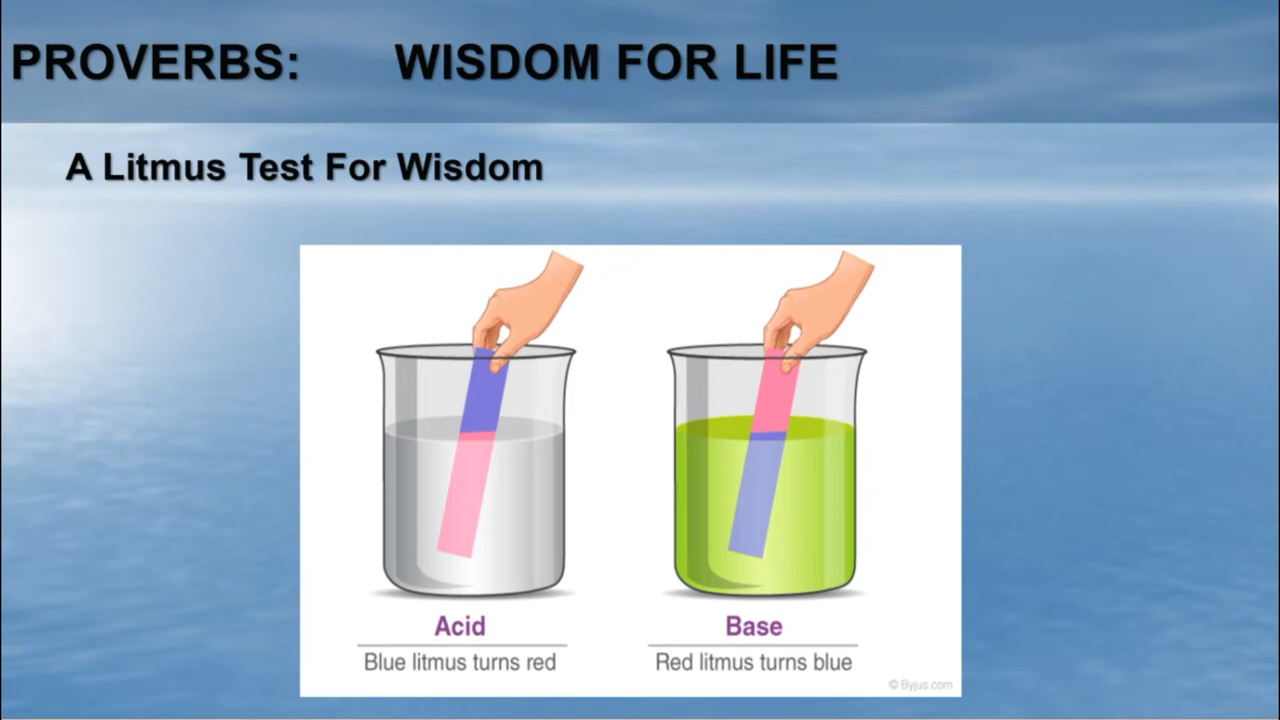 PROVERBS: WISDOM FOR LIFE
A Litmus Test For Wisdom
Acid
Blue litmus turns red
Base
Red litmus turns blue
© Byjus.com